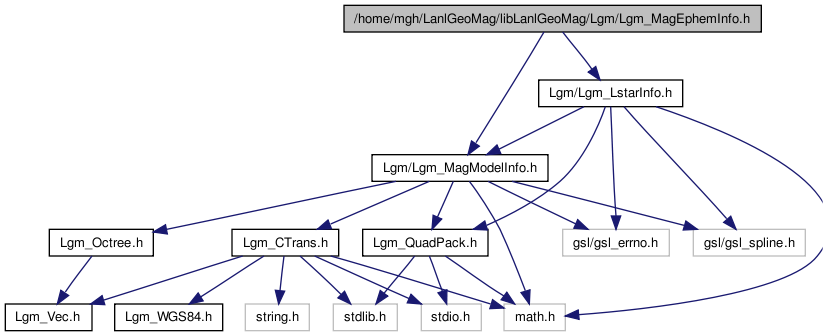 /home/mgh/LanlGeoMag/libLanlGeoMag/Lgm/Lgm_MagEphemInfo.h
Lgm/Lgm_LstarInfo.h
Lgm/Lgm_MagModelInfo.h
Lgm_Octree.h
Lgm_CTrans.h
Lgm_QuadPack.h
gsl/gsl_errno.h
gsl/gsl_spline.h
Lgm_Vec.h
Lgm_WGS84.h
string.h
stdlib.h
stdio.h
math.h